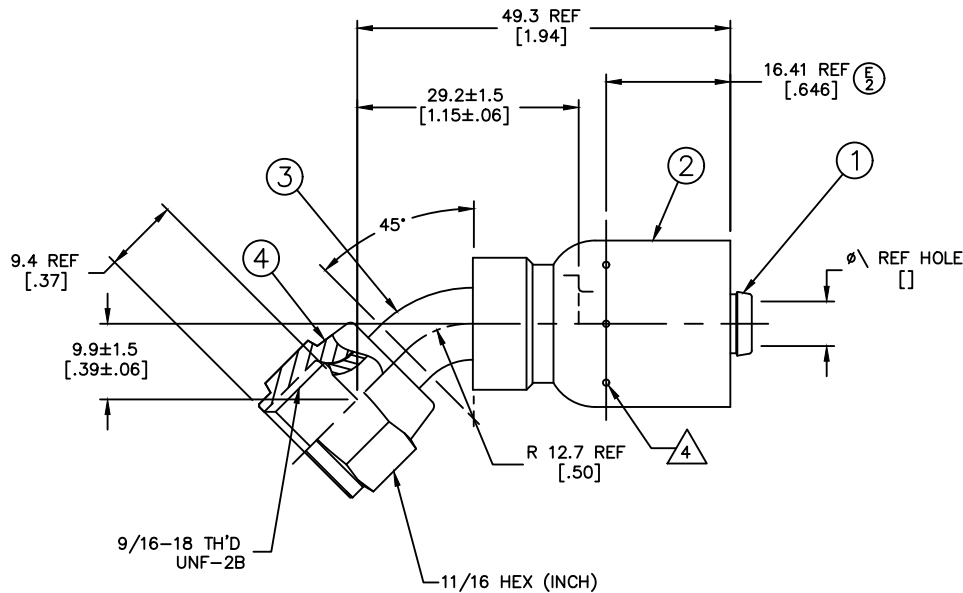 49.3 REF
[1.94]
16.41 REF
[.646]
E
2
29.2±1.5
[1.15±.06]
3
2
1
45°
9.4 REF
[.37]
4
ø\ REF HOLE
[]
9.9±1.5
[.39±.06]
R 12.7 REF
[.50]
4
9/16-18 TH'D
UNF-2B
11/16 HEX (INCH)